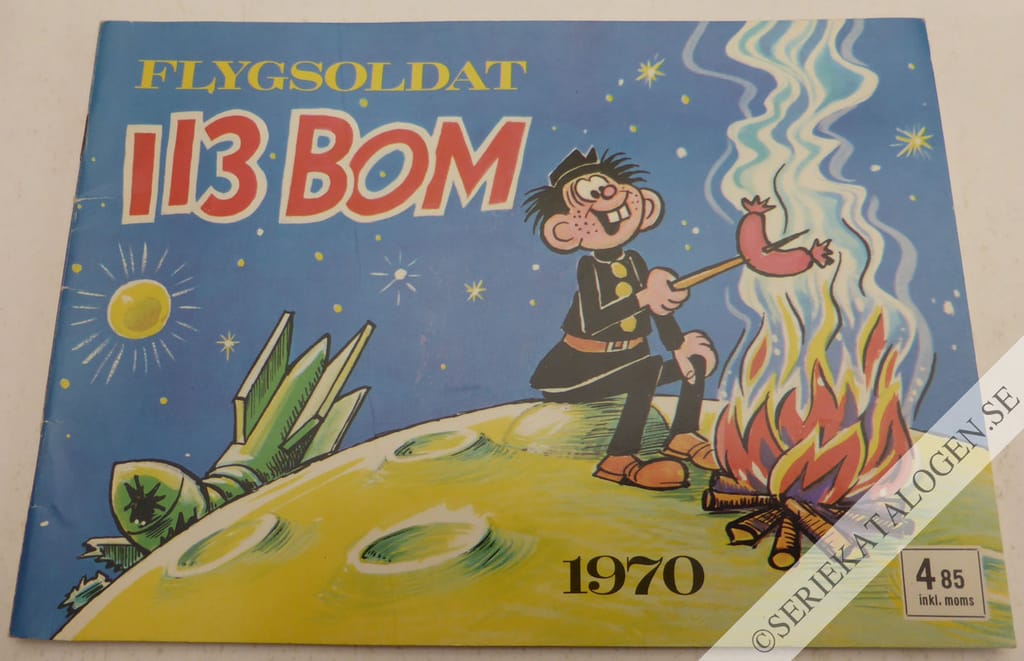 FLYGSOLDAT
113 BOM
1970
4 85
inkl. moms
©SERIEKATALOGEN.SE